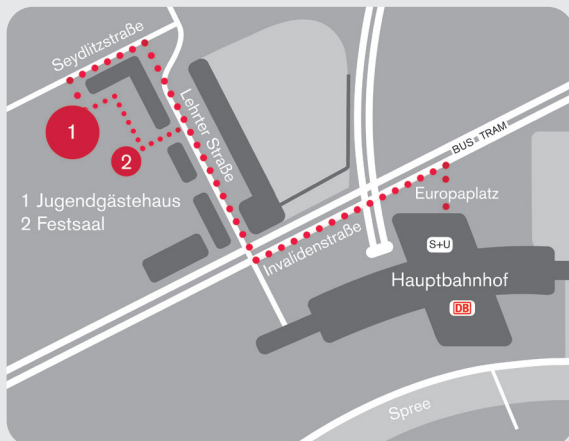 Seydlitzstraße
Lehrter Straße
1
2
1 Jugendgästehaus
2 Festsaal
BUS+TRAM
Europaplatz
Invalidenstraße
S+U
Hauptbahnhof
DB
Spree